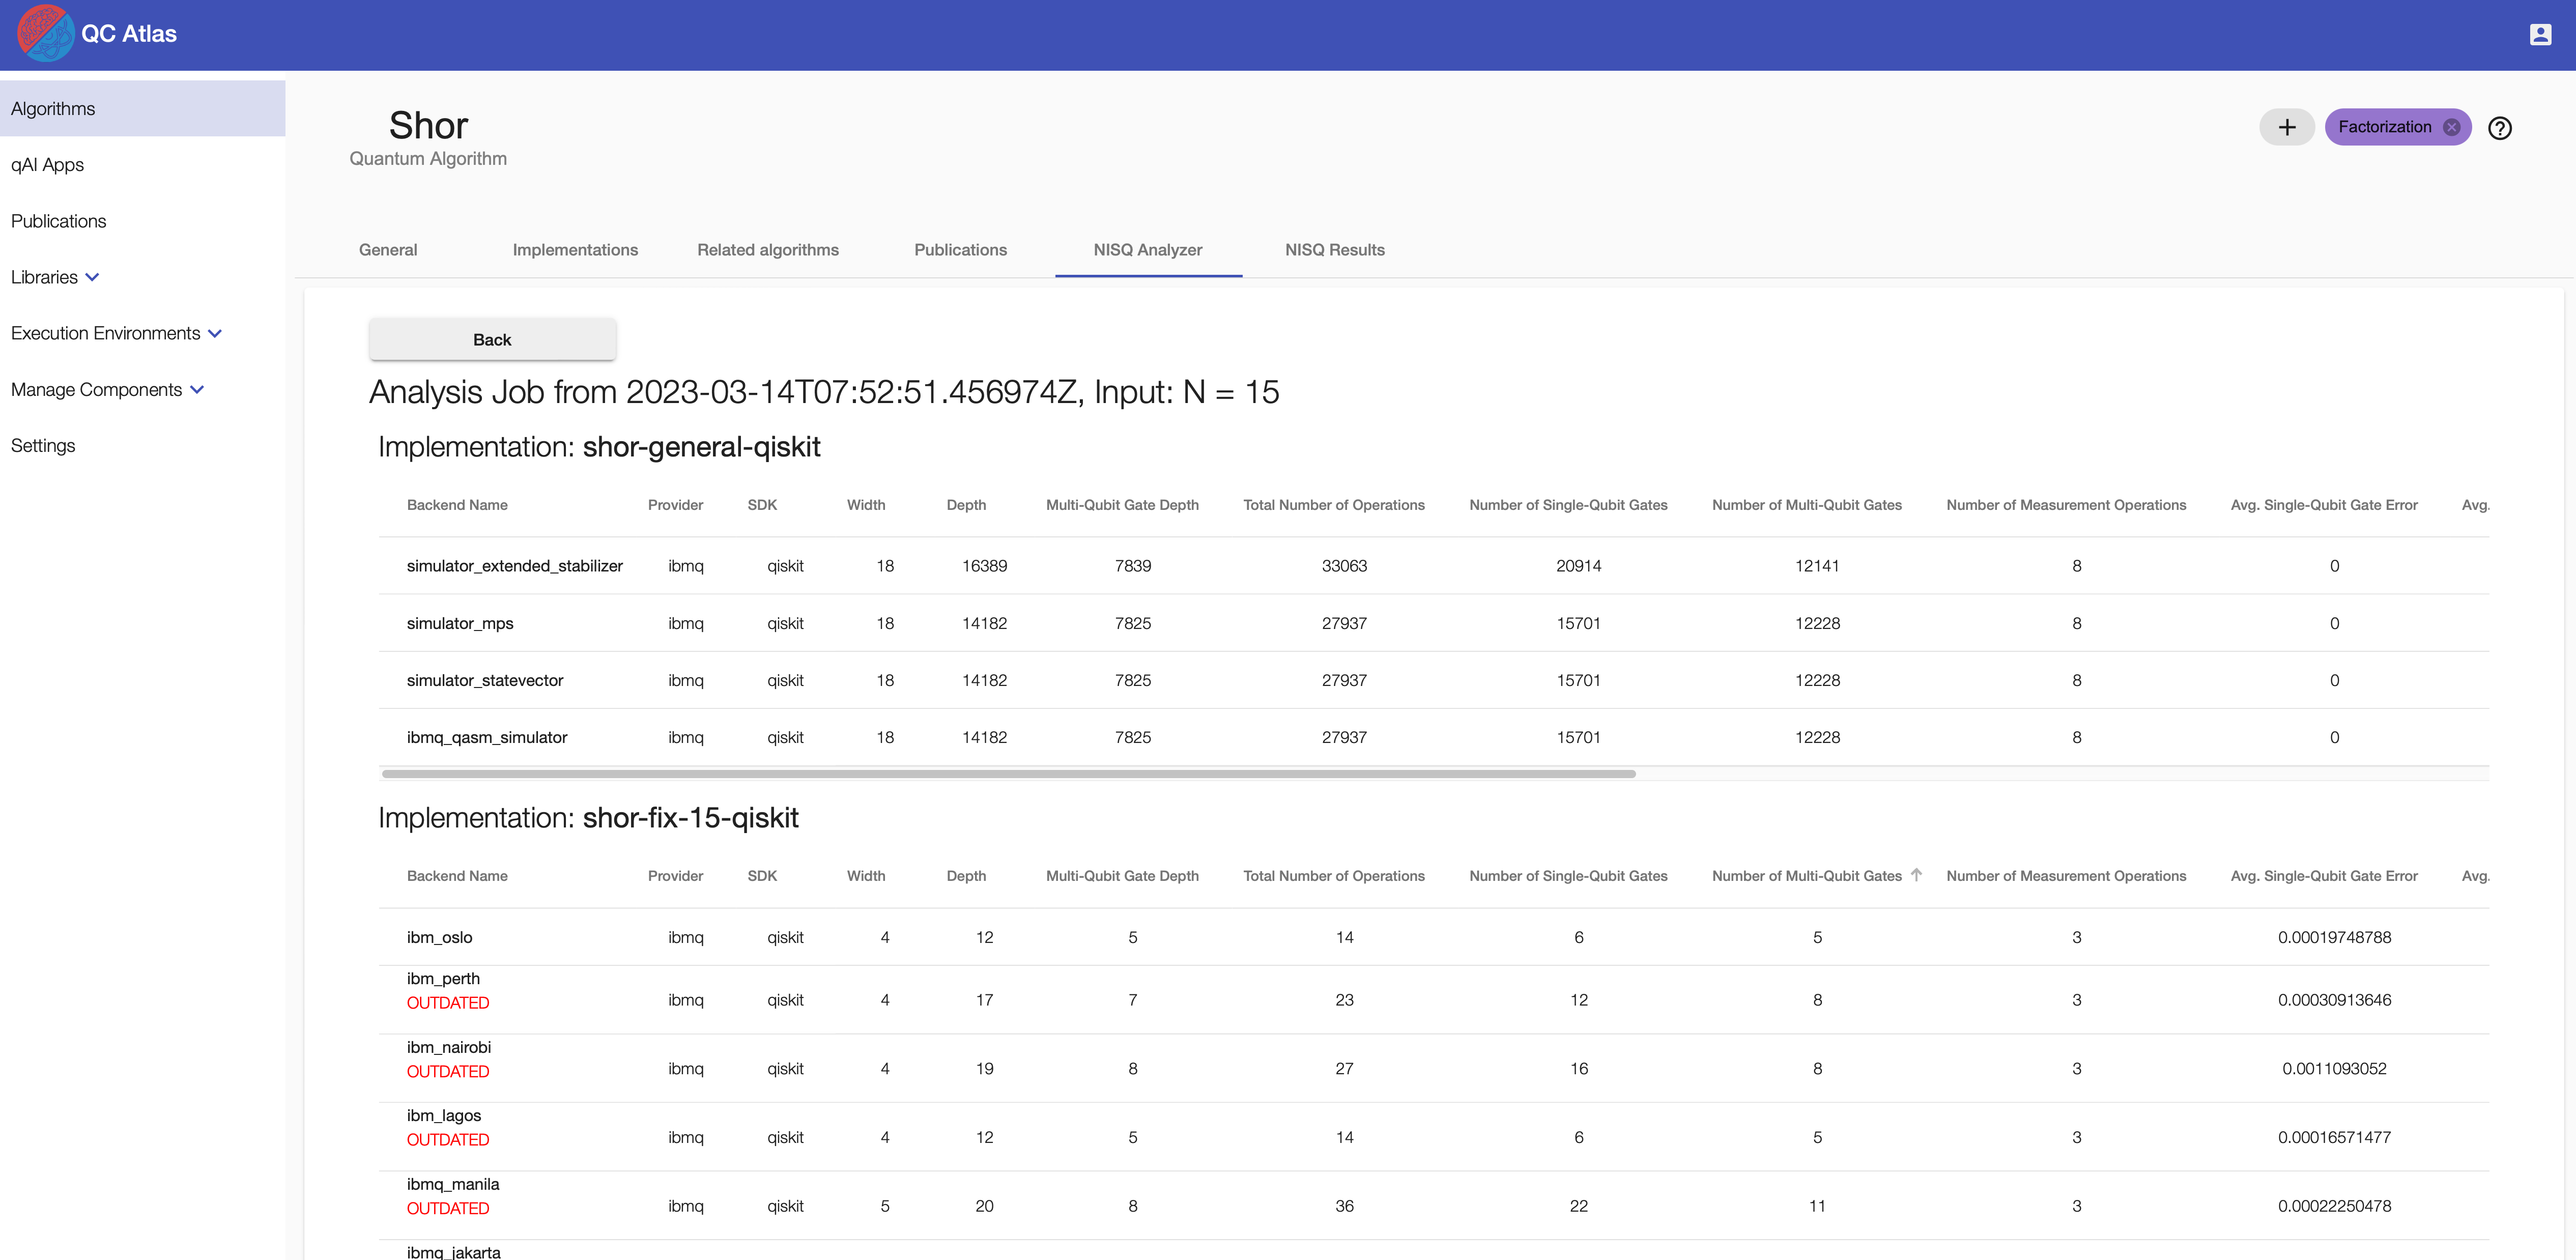 QC Atlas
Algorithms
qAI Apps
Publications
Libraries
Execution Environments
Manage Components
Settings
Shor
Quantum Algorithm
Factorization
General Implementations Related algorithms Publications NISQ Analyzer NISQ Results
Back
Analysis Job from 2023-03-14T07:52:51.456974Z, Input: N = 15
Implementation: shor-general-qiskit
Backend Name Provider SDK Width Depth Multi-Qubit Gate Depth Total Number of Operations Number of Single-Qubit Gates Number of Multi-Qubit Gates Number of Measurement Operations Avg. Single-Qubit Gate Error Avg.
simulator_extended_stabilizer ibmq qiskit 18 16389 7839 33063 20914 12141 8 0
simulator_mps ibmq qiskit 18 14182 7825 27937 15701 12228 8 0
simulator_statevector ibmq qiskit 18 14182 7825 27937 15701 12228 8 0
ibmq_qasm_simulator ibmq qiskit 18 14182 7825 27937 15701 12228 8 0
Implementation: shor-fix-15-qiskit
Backend Name Provider SDK Width Depth Multi-Qubit Gate Depth Total Number of Operations Number of Single-Qubit Gates Number of Multi-Qubit Gates Number of Measurement Operations Avg. Single-Qubit Gate Error Avg.
ibm_oslo ibmq qiskit 4 12 5 14 6 5 3 0.00019748788
ibm_perth
OUTDATED ibmq qiskit 4 17 7 23 12 8 3 0.00030913646
ibm_nairobi
OUTDATED ibmq qiskit 4 19 8 27 16 8 3 0.0011093052
ibm_lagos
OUTDATED ibmq qiskit 4 12 5 14 6 5 3 0.00016571477
ibmq_manila
OUTDATED ibmq qiskit 5 20 8 36 22 11 3 0.00022250478
ibmq_jakarta